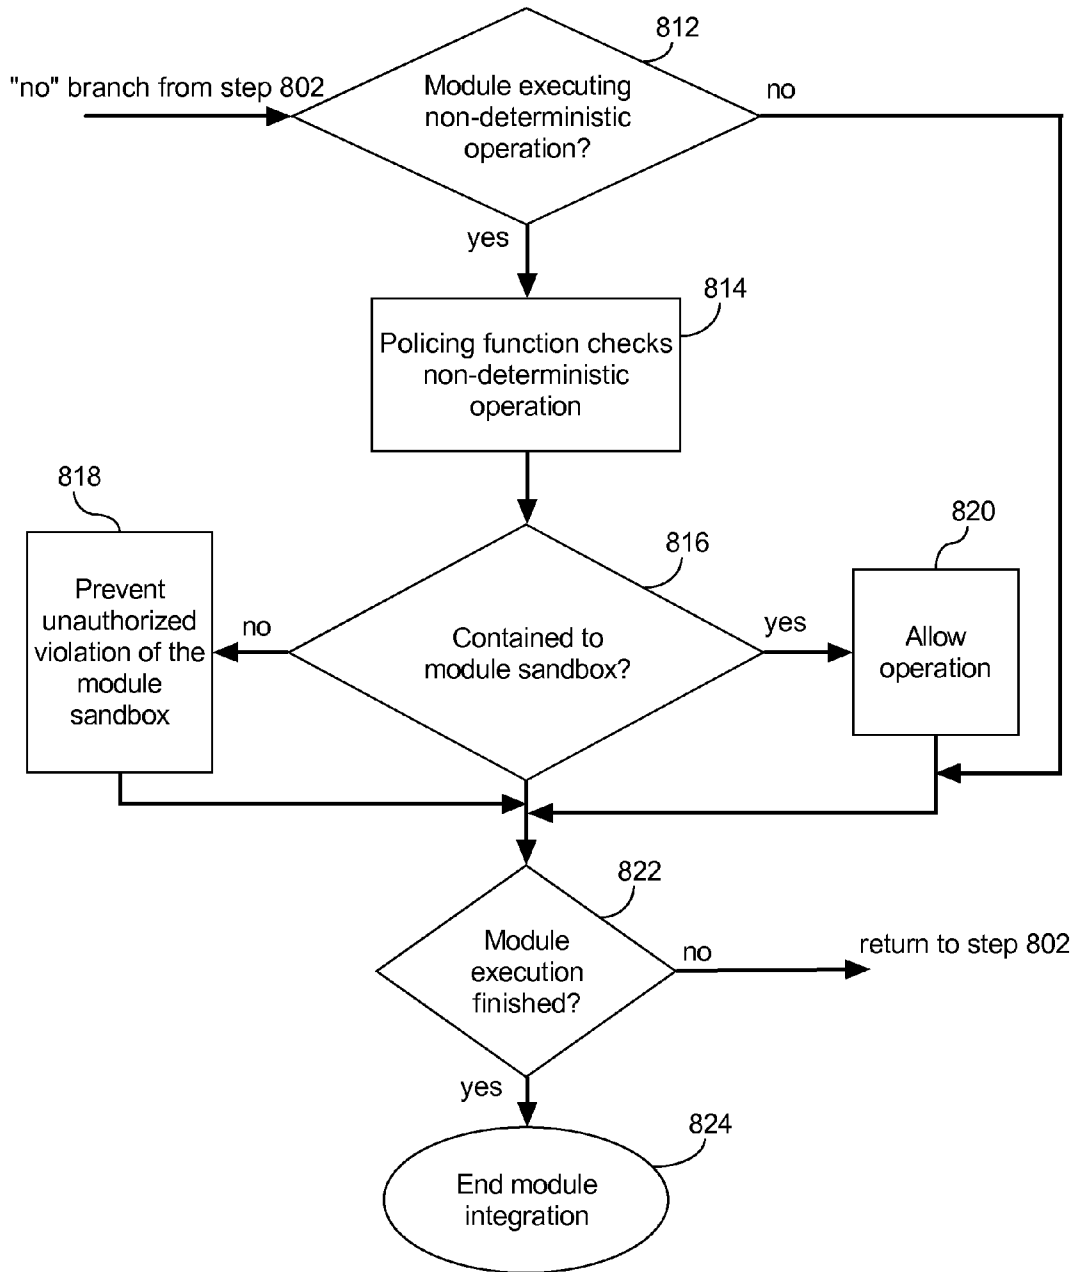 812
"no" branch from step 802
Module executing
non-deterministic
operation?
no
yes
814
Policing function checks
non-deterministic
operation
818
Prevent
unauthorized
violation of the
module
sandbox
no
816
Contained to
module sandbox?
yes
820
Allow
operation
822
Module
execution
finished?
no
return to step 802
yes
824
End module
integration